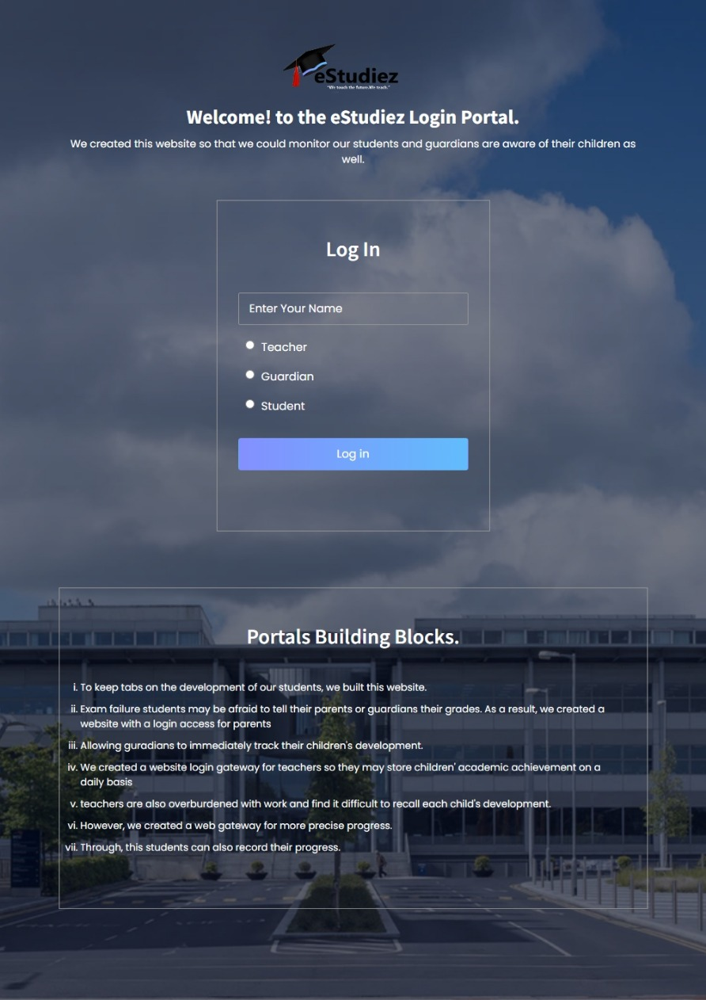 eStudiez
"We touch the future.We teach."
Welcome! to the eStudiez Login Portal.
We created this website so that we could monitor our students and guardians are aware of their children as
well.
Log In
Enter Your Name
Teacher
Guardian
Student
Log in
Portals Building Blocks.
i. To keep tabs on the development of our students, we built this website.
ii. Exam failure students may be afraid to tell their parents or guardians their grades. As a result, we created a
website with a login access for parents
iii. Allowing guradians to immediately track their children's development.
iv. We created a website login gateway for teachers so they may store children' academic achievement on a
daily basis
v. teachers are also overburdened with work and find it difficult to recall each child's development.
vi. However, we created a web gateway for more precise progress.
vii. Through, this students can also record their progress.